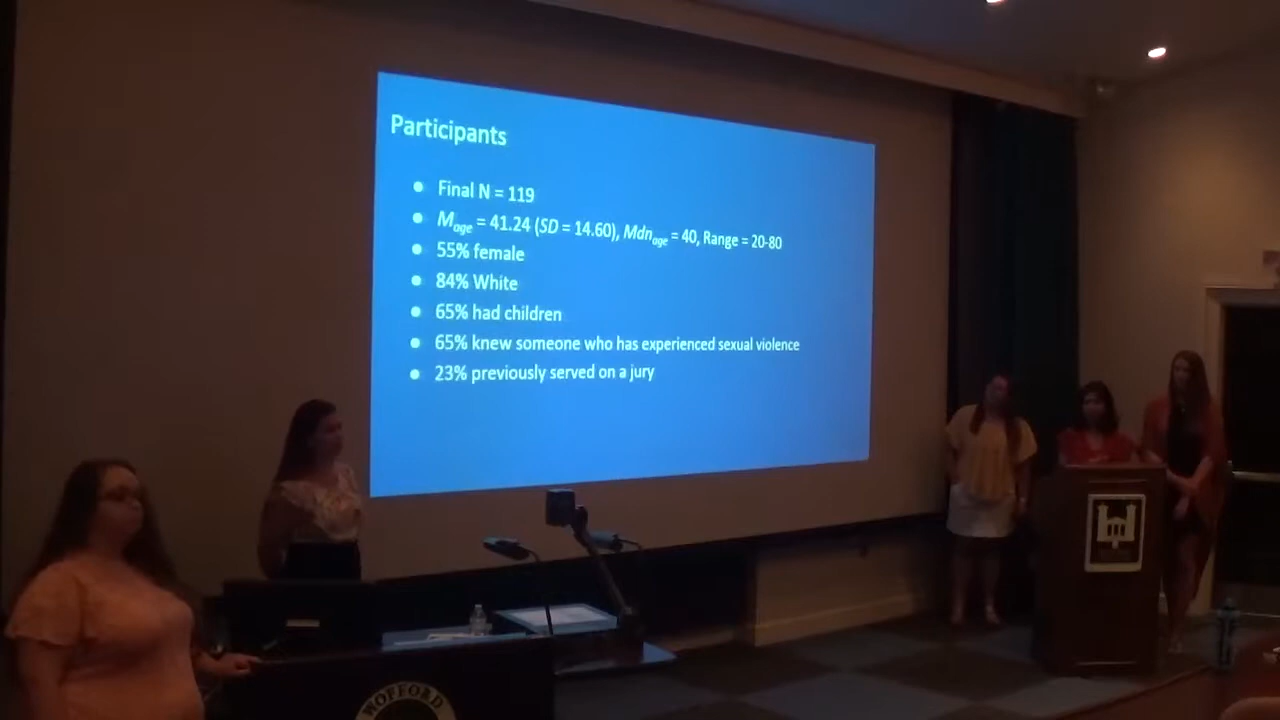 Participants
● Final N = 119
● Mage = 41.24 (SD = 14.60), Mdnage = 40, Range = 20-80
● 55% female
● 84% White
● 65% had children
● 65% knew someone who has experienced sexual violence
● 23% previously served on a jury
WOFFORD